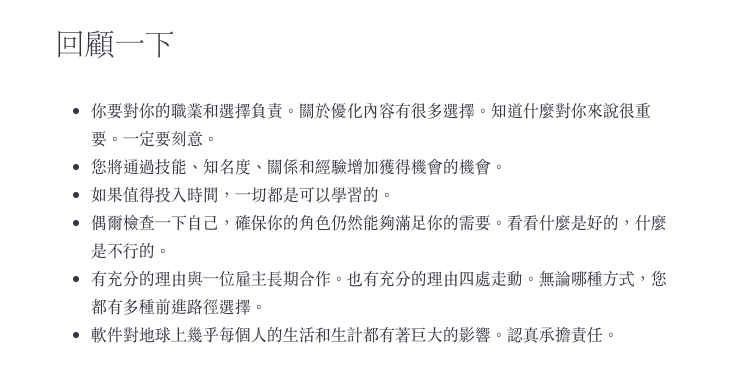 回顧一下
你要對你的職業和選擇負責。關於優化內容有很多選擇。知道什麼對你來說很重
要。一定要刻意。
您將通過技能、知名度、關係和經驗增加獲得機會的機會。
如果值得投入時間，一切都是可以學習的。
偶爾檢查一下自己，確保你的角色仍然能夠滿足你的需要。看看什麼是好的，什麼
是不行的。
有充分的理由與一位雇主長期合作。也有充分的理由四處走動。無論哪種方式，您
都有多種前進路徑選擇。
軟件對地球上幾乎每個人的生活和生計都有著巨大的影響。認真承擔責任。